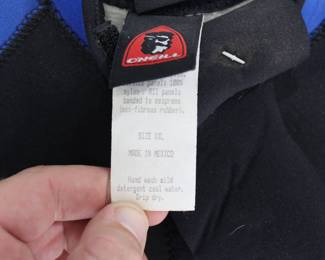 O'NEILL
panels 100%
nylon. All panels
bonded to neoprene
(non-fibrous rubber).
SIZE XXL
MADE IN MEXICO
Hand wash mild
detergent cool water.
Drip dry.